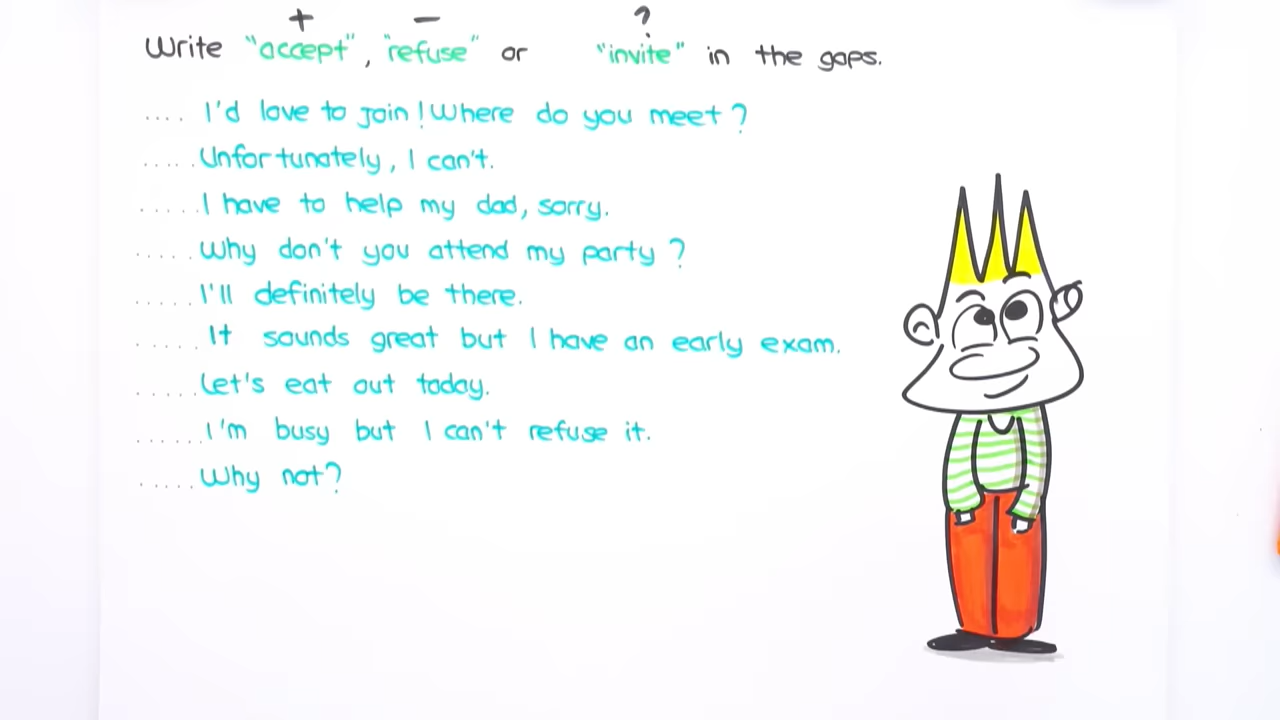 + - ?
Write "accept", "refuse" or "invite" in the gaps.
.... I'd love to join! Where do you meet?
..... Unfortunately, I can't.
..... I have to help my dad, sorry.
..... Why don't you attend my party?
..... I'll definitely be there.
..... It sounds great but I have an early exam.
..... Let's eat out today.
...... I'm busy but I can't refuse it.
..... Why not?